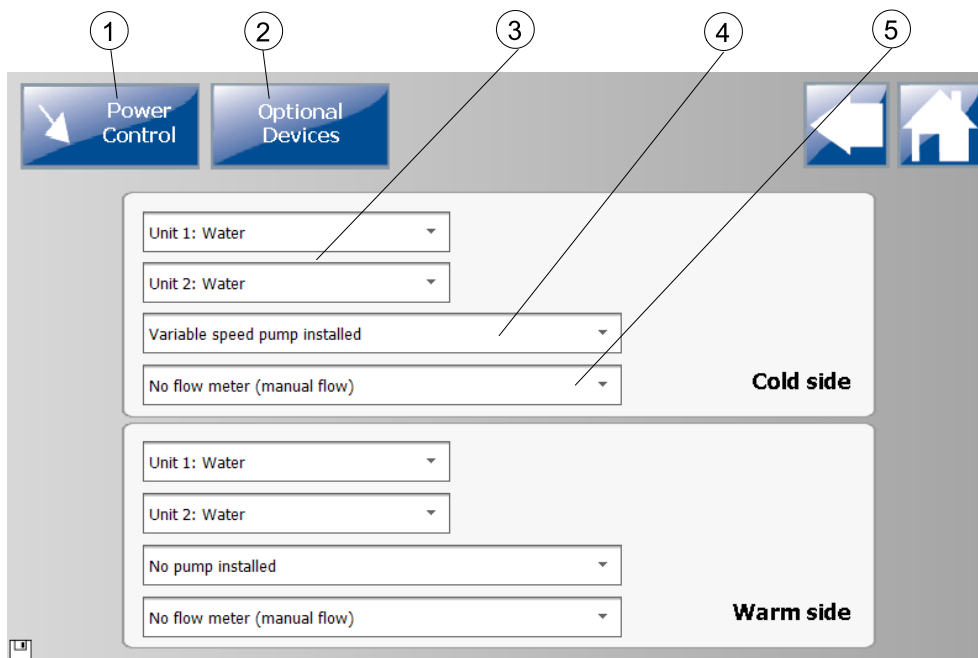 1
2
3
4
5
Power
Control
Optional
Devices
Unit 1: Water
Unit 2: Water
Variable speed pump installed
No flow meter (manual flow)
Cold side
Unit 1: Water
Unit 2: Water
No pump installed
No flow meter (manual flow)
Warm side